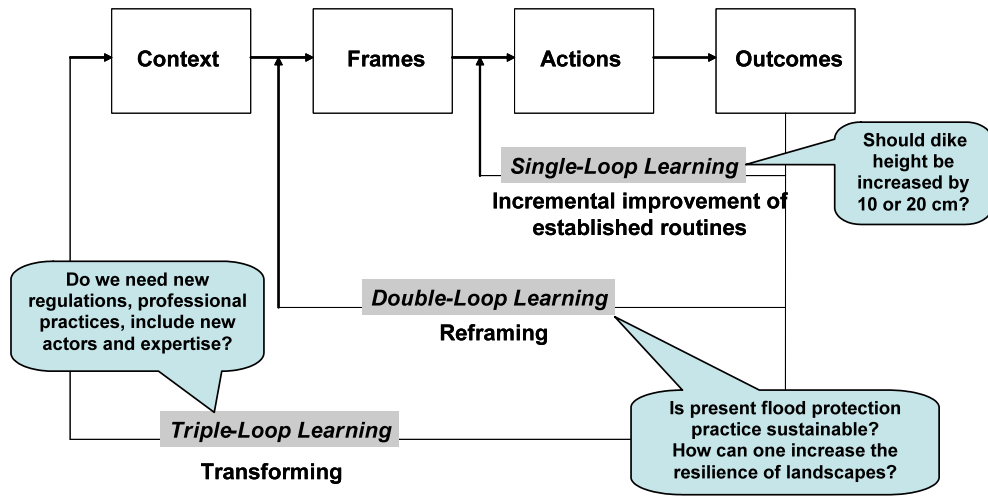 Context
Frames
Actions
Outcomes
Single-Loop Learning
Incremental improvement of
established routines
Should dike
height be
increased by
10 or 20 cm?
Do we need new
regulations, professional
practices, include new
actors and expertise?
Double-Loop Learning
Reframing
Is present flood protection
practice sustainable?
How can one increase the
resilience of landscapes?
Triple-Loop Learning
Transforming